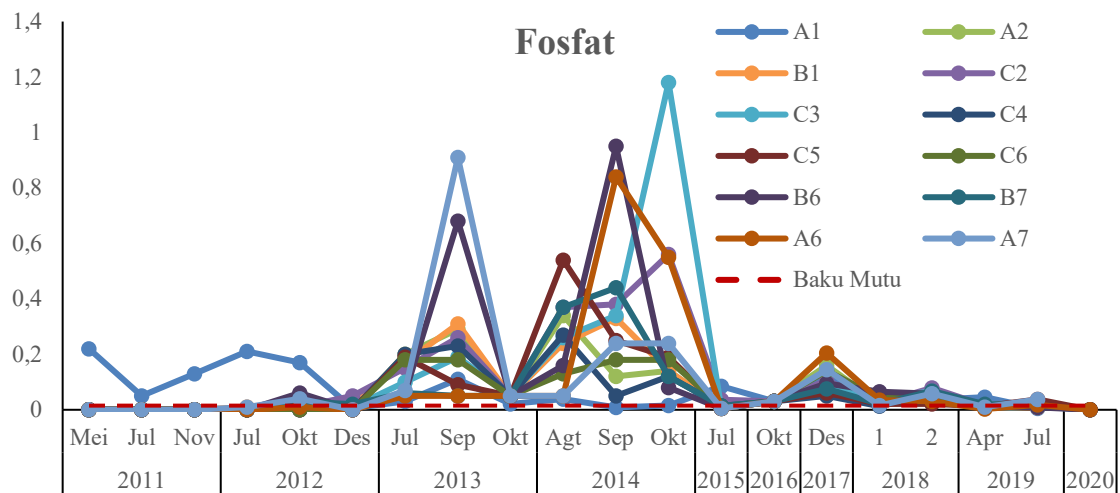 Fosfat
1,4
1,2
1
0,8
0,6
0,4
0,2
0
A1 A2
B1 C2
C3 C4
C5 C6
B6 B7
A6 A7
Baku Mutu
Mei Jul Nov Jul Okt Des Jul Sep Okt Agt Sep Okt Jul Okt Des 1 2 Apr Jul
2011 2012 2013 2014 2015 2016 2017 2018 2019 2020